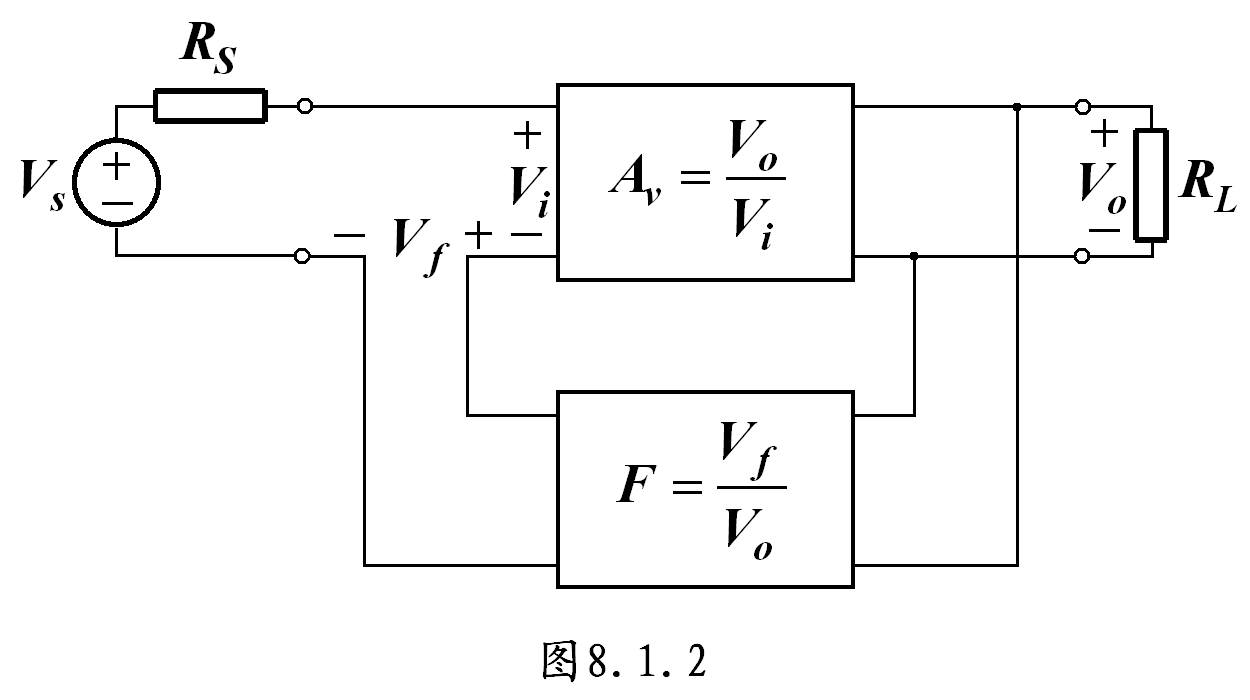 R_S
V_s
+
−
+
V_i
−
− V_f +
A_v = V_o / V_i
+
V_o
−
R_L
F = V_f / V_o
图8.1.2